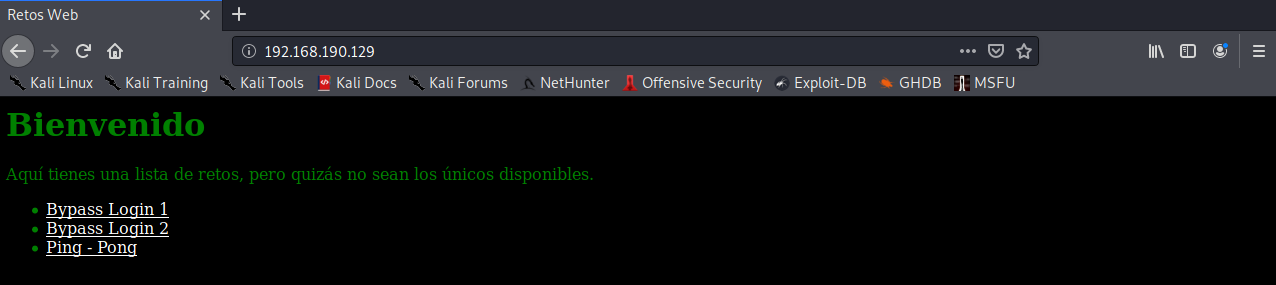 Retos Web
192.168.190.129
Kali Linux Kali Training Kali Tools Kali Docs Kali Forums NetHunter Offensive Security Exploit-DB GHDB MSFU
Bienvenido
Aquí tienes una lista de retos, pero quizás no sean los únicos disponibles.
Bypass Login 1
Bypass Login 2
Ping - Pong